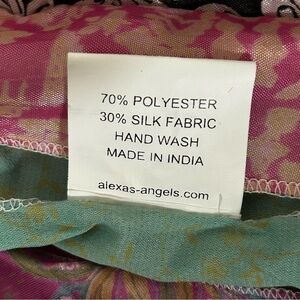 70% POLYESTER
30% SILK FABRIC
HAND WASH
MADE IN INDIA
alexas-angels.com